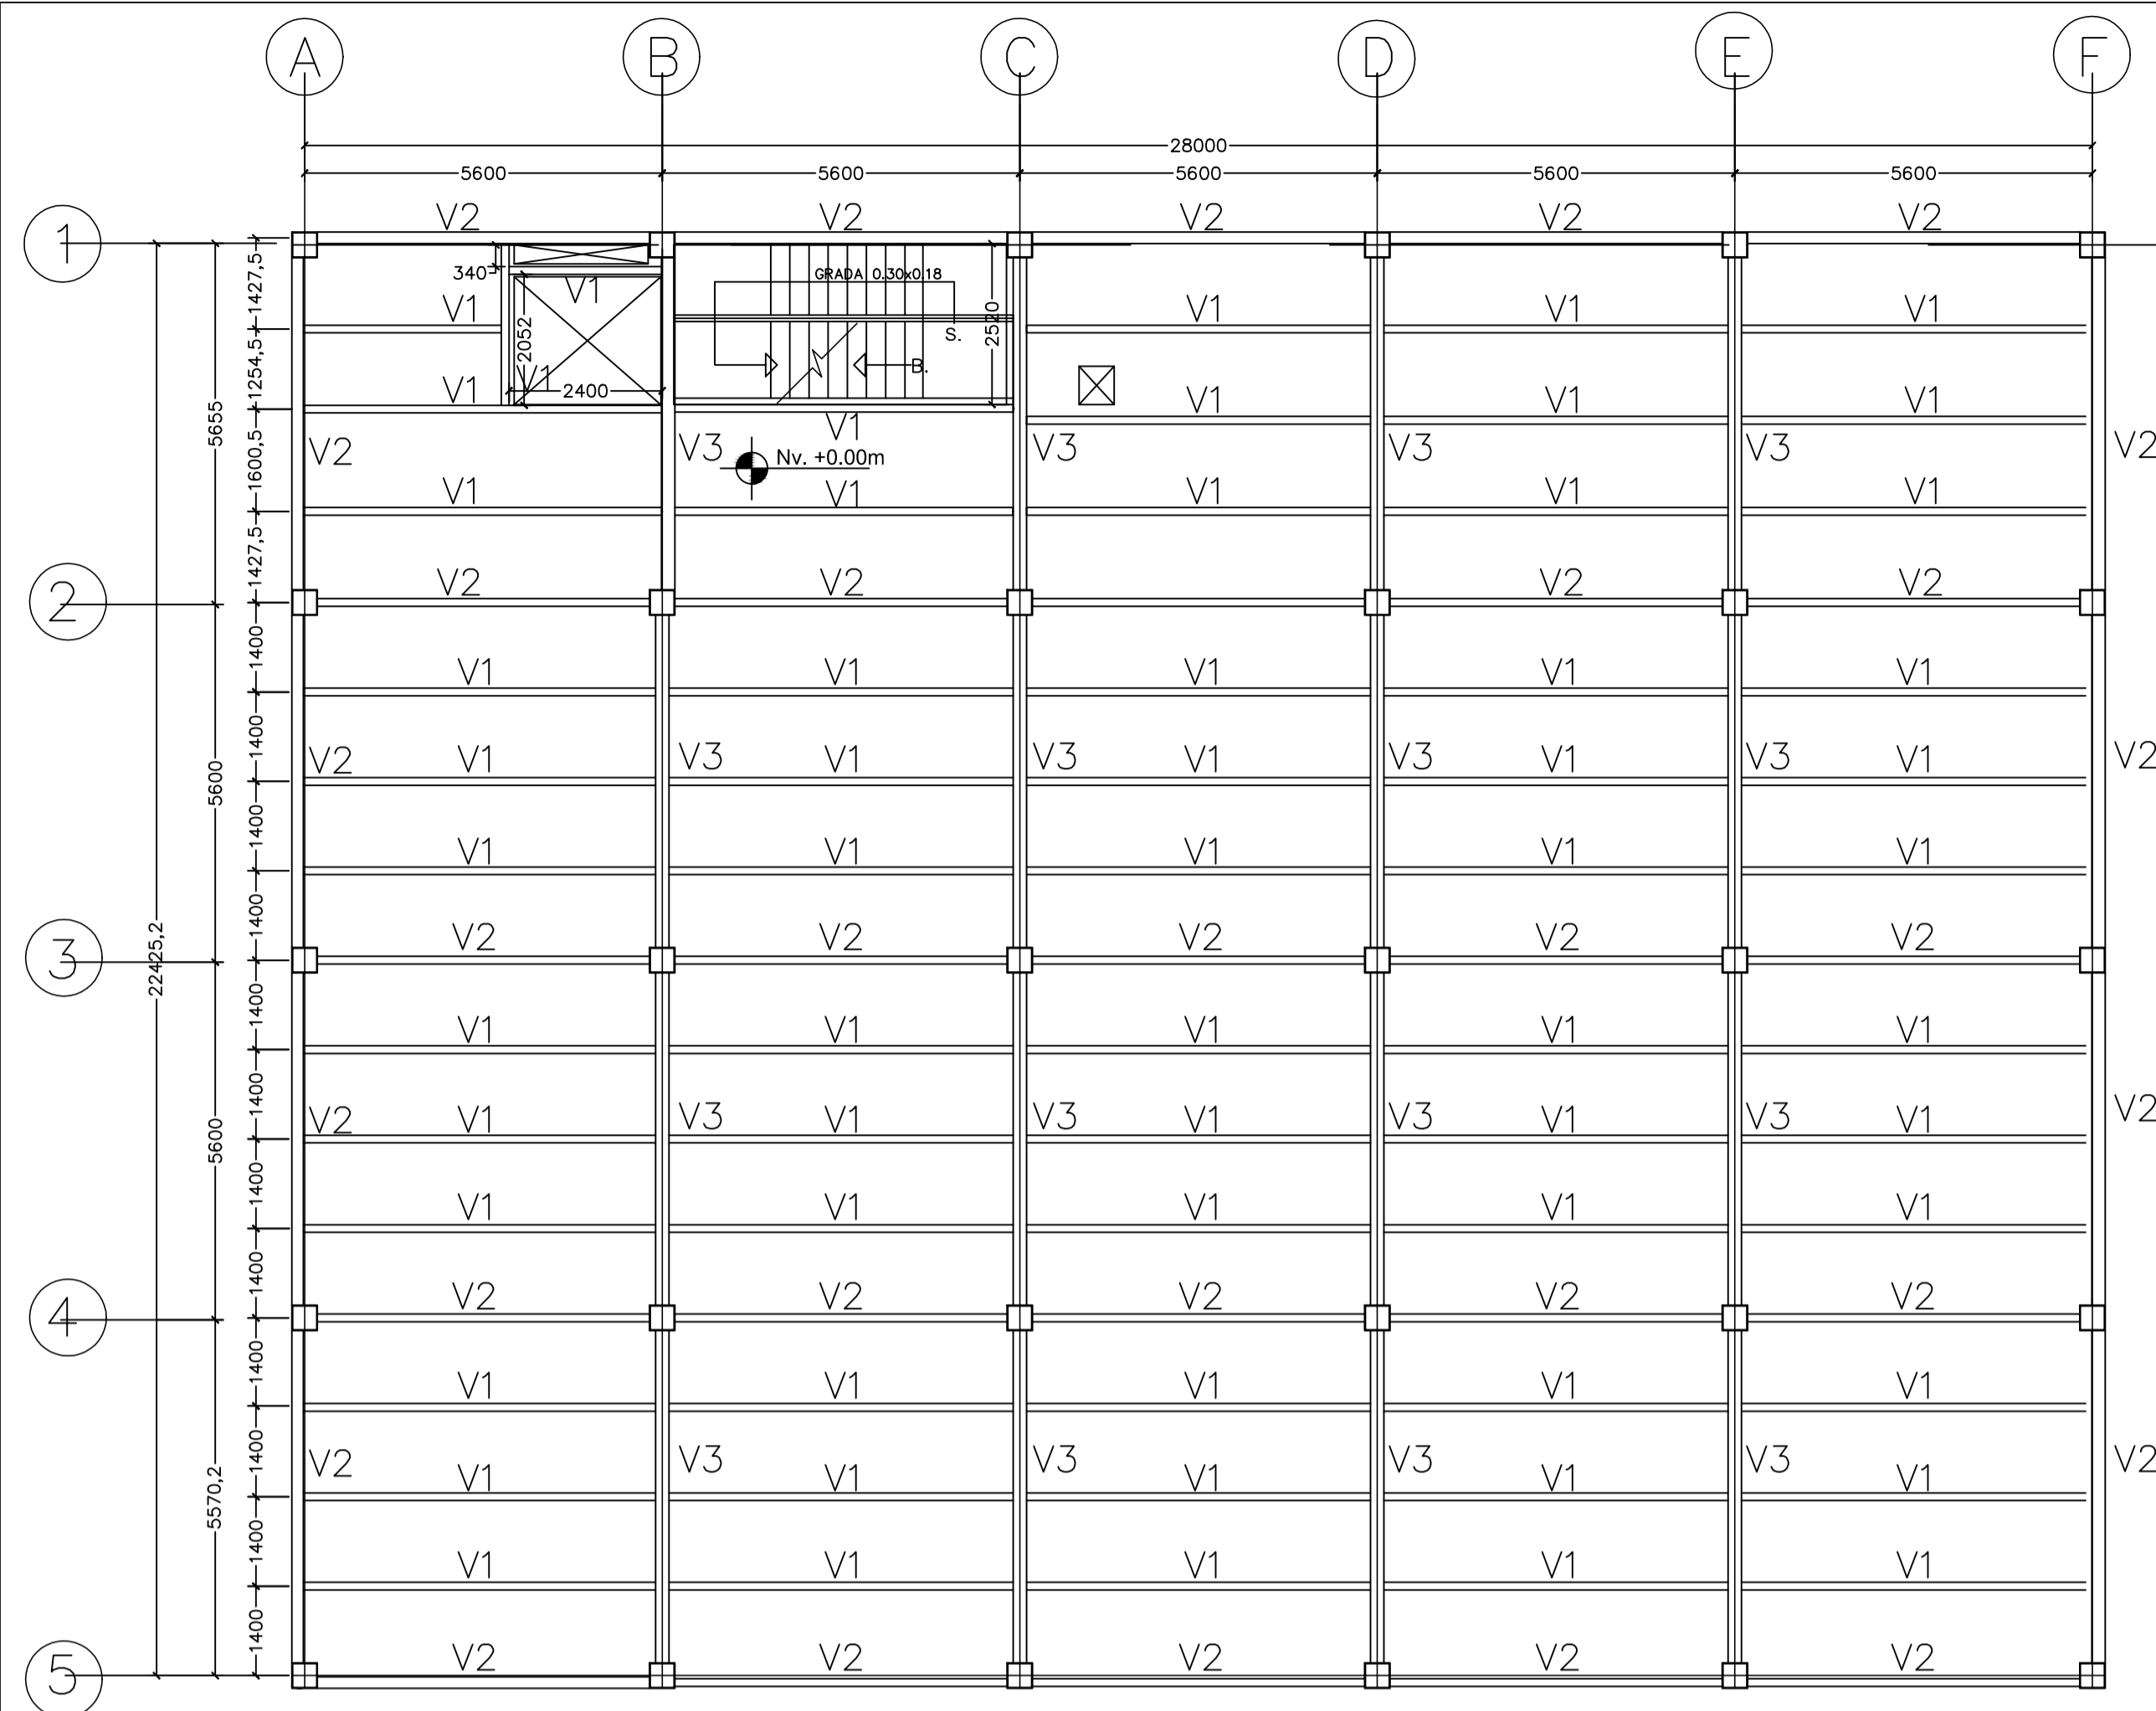 A B C D E F
28000
5600 5600 5600 5600 5600
V2 V2 V2 V2 V2
1
340
GRADA 0.30x0.18
1427,5
V1 V1 V1 V1 V1
2052
2520
S.
B.
1254,5
V1 V1 2400 V1 V1 V1
5655
V1
V2 V3 V3 V3 V3 V2
Nv. +0.00m
1600,5
V1 V1 V1 V1 V1
1427,5
V2 V2 V2 V2
2
1400
V1 V1 V1 V1 V1
1400
V2 V1 V3 V1 V3 V1 V3 V1 V3 V1 V2
5600
1400
V1 V1 V1 V1 V1
1400
V2 V2 V2 V2 V2
3
22425,2
1400
V1 V1 V1 V1 V1
1400
V2 V1 V3 V1 V3 V1 V3 V1 V3 V1 V2
5600
1400
V1 V1 V1 V1 V1
1400
V2 V2 V2 V2 V2
4
1400
V1 V1 V1 V1 V1
1400
V2 V1 V3 V1 V3 V1 V3 V1 V3 V1 V2
5570,2
1400
V1 V1 V1 V1 V1
1400
V2 V2 V2 V2 V2
5